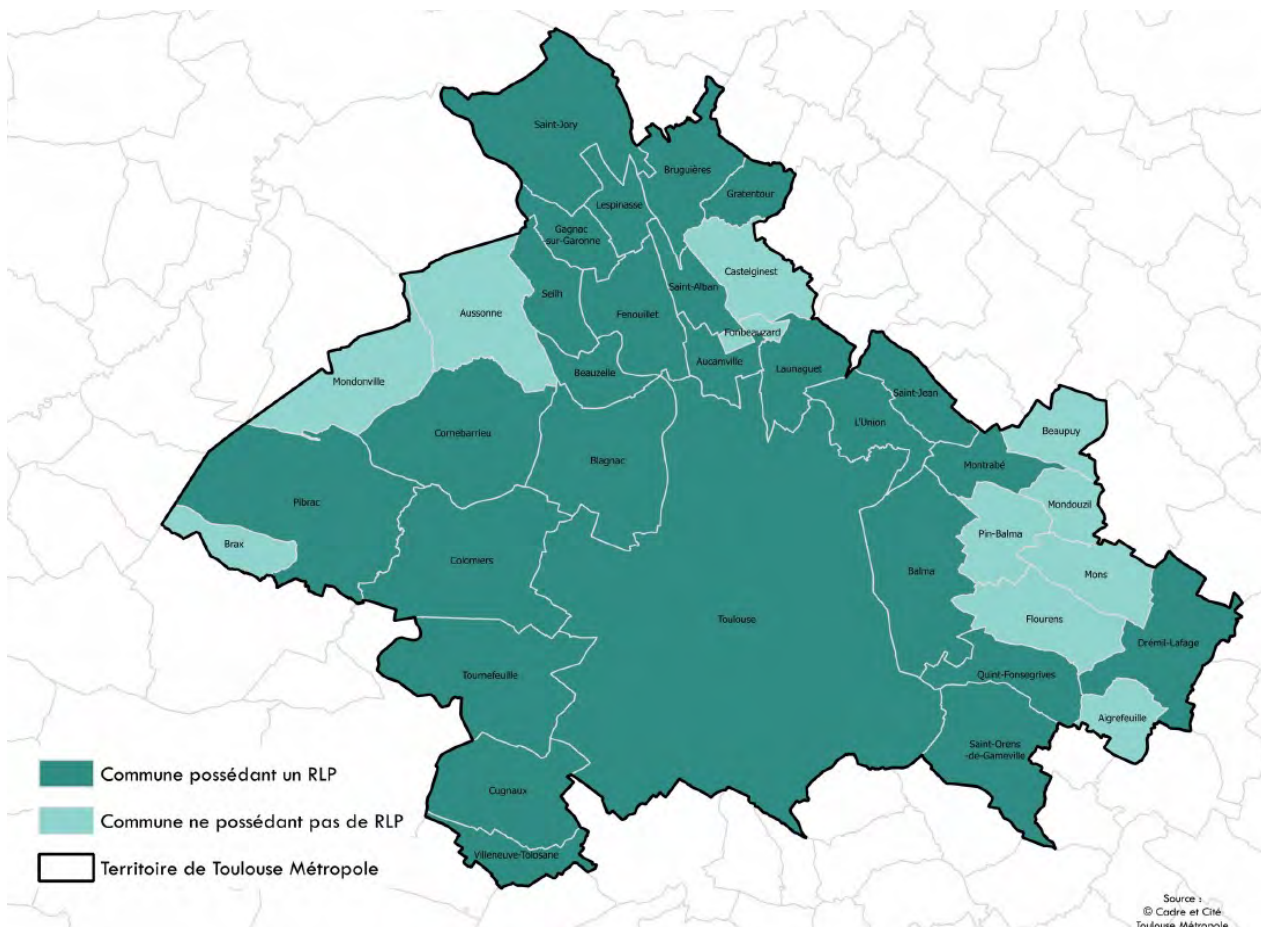 Saint-Jory
Bruguières
Gratentour
Lespinasse
Gagnac
-sur-Garonne
Castelginest
Saint-Alban
Seilh
Aussonne
Fenouillet
Fonbeauzard
Aucamville
Launaguet
Beauzelle
Mondonville
Saint-Jean
L'Union
Beaupuy
Cornebarrieu
Blagnac
Montrabé
Mondouzil
Pibrac
Pin-Balma
Brax
Colomiers
Balma
Mons
Flourens
Toulouse
Drémil-Lafage
Tournefeuille
Quint-Fonsegrives
Aigrefeuille
Saint-Orens
-de-Gameville
Cugnaux
Villeneuve-Tolosane
Commune possédant un RLP
Commune ne possédant pas de RLP
Territoire de Toulouse Métropole
Source :
© Cadre et Cité
Toulouse Métropole